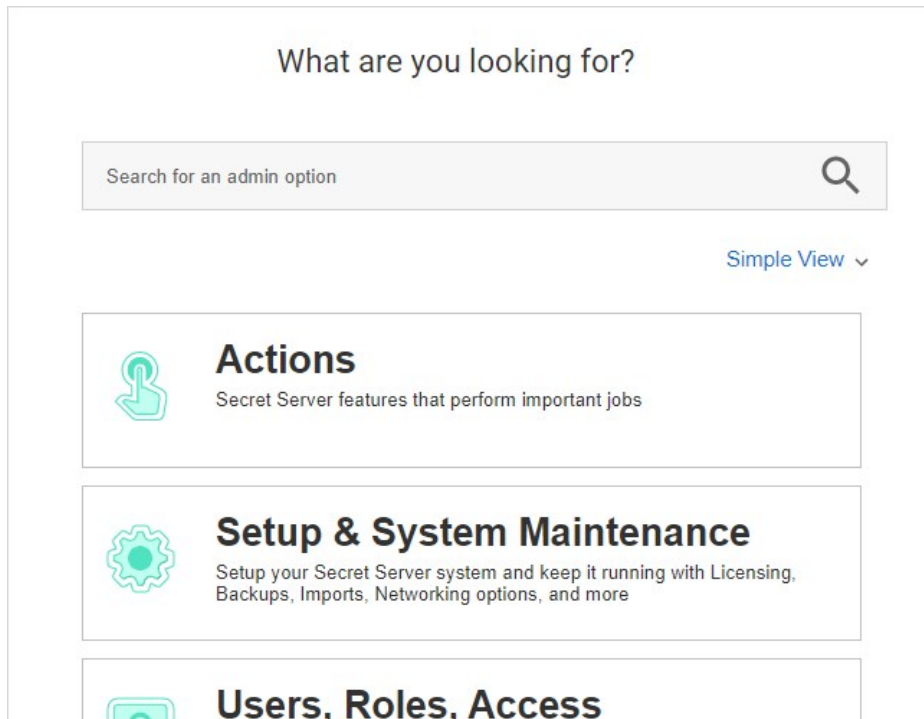 What are you looking for?
Search for an admin option
Simple View
Actions
Secret Server features that perform important jobs
Setup & System Maintenance
Setup your Secret Server system and keep it running with Licensing,
Backups, Imports, Networking options, and more
Users, Roles, Access